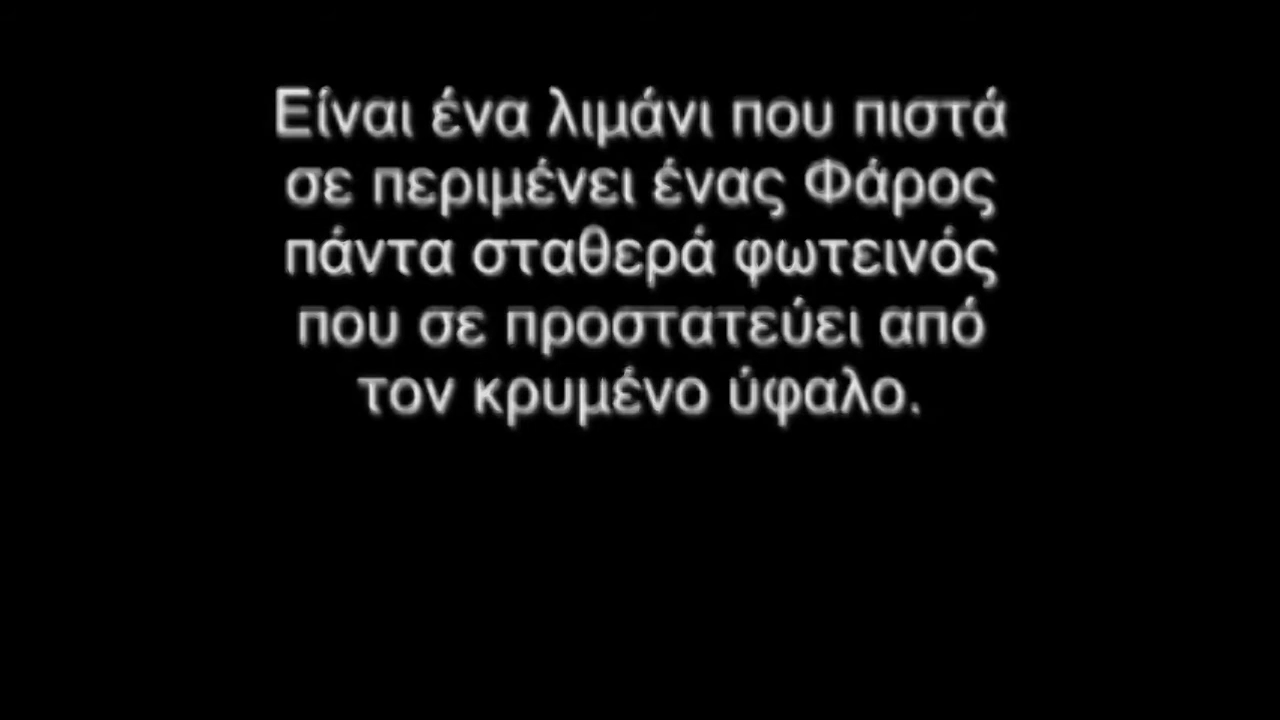 Είναι ένα λιμάνι που πιστά
σε περιμένει ένας Φάρος
πάντα σταθερά φωτεινός
που σε προστατεύει από
τον κρυμένο ύφαλο.